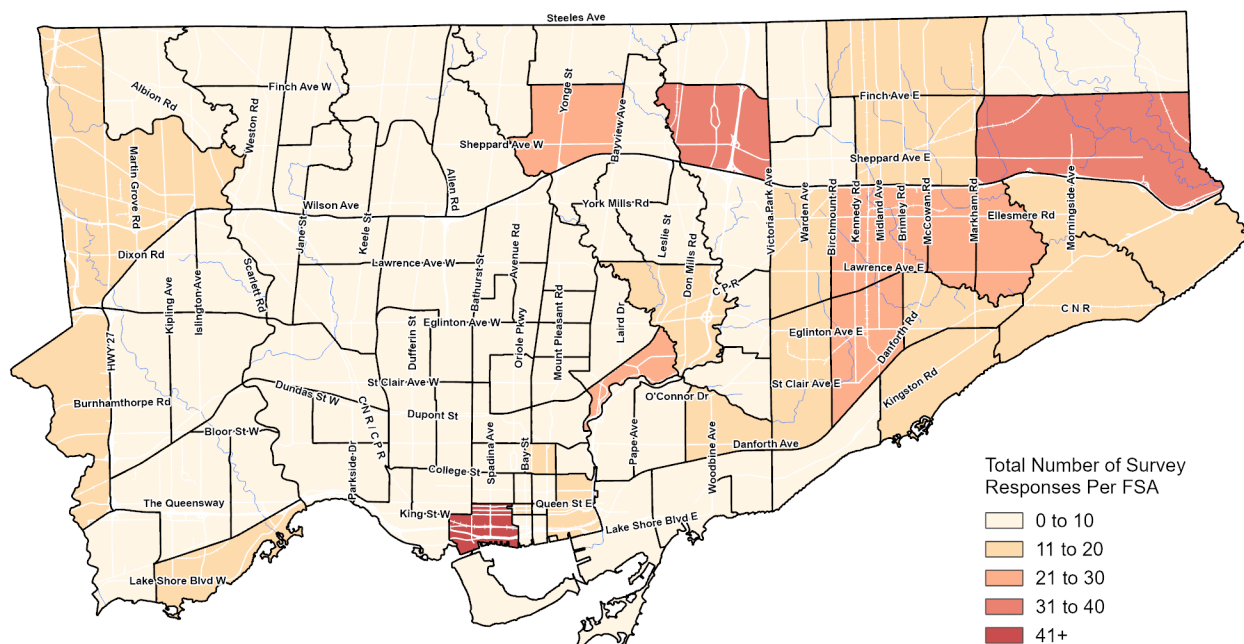 Steeles Ave
Albion Rd
Finch Ave W
Weston Rd
Yonge St
Bayview Ave
Finch Ave E
Martin Grove Rd
Sheppard Ave W
Sheppard Ave E
Allen Rd
Wilson Ave
Jane St
Keele St
York Mills Rd
Leslie St
Victoria Park Ave
Warden Ave
Birchmount Rd
Kennedy Rd
Midland Ave
Brimley Rd
McCowan Rd
Markham Rd
Ellesmere Rd
Morningside Ave
Dixon Rd
Scarlett Rd
Lawrence Ave W
Bathurst St
Avenue Rd
Don Mills Rd
C P R
Lawrence Ave E
Kipling Ave
Islington Ave
HWY 27
Dufferin St
Eglinton Ave W
Oriole Pkwy
Mount Pleasant Rd
Laird Dr
Eglinton Ave E
Danforth Rd
C N R
Burnhamthorpe Rd
Dundas St W
St Clair Ave W
C N R / C P R
St Clair Ave E
Kingston Rd
O'Connor Dr
Dupont St
Bloor St W
Parkside Dr
Spadina Ave
Bay St
Pape Ave
Woodbine Ave
Danforth Ave
College St
The Queensway
King St W
Queen St E
Lake Shore Blvd E
Lake Shore Blvd W
Total Number of Survey
Responses Per FSA
0 to 10
11 to 20
21 to 30
31 to 40
41+